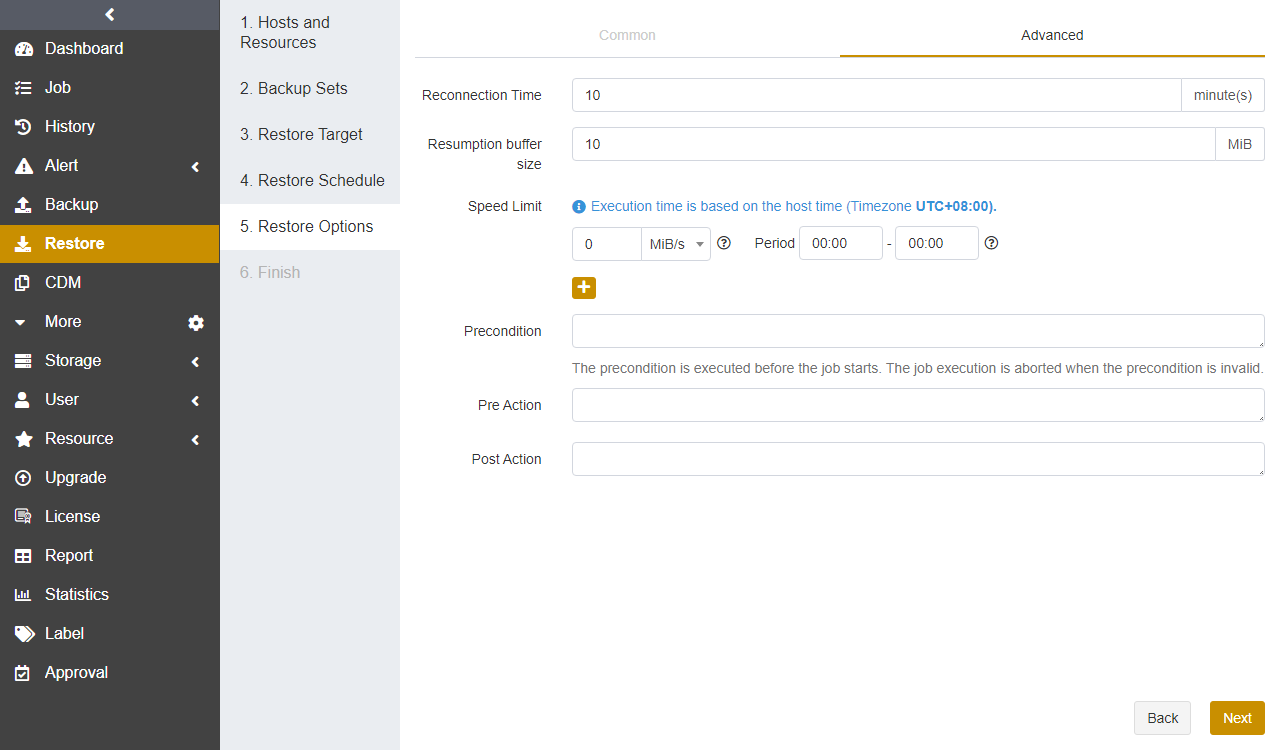 Dashboard
Job
History
Alert
Backup
Restore
CDM
More
Storage
User
Resource
Upgrade
License
Report
Statistics
Label
Approval
1. Hosts and
Resources
2. Backup Sets
3. Restore Target
4. Restore Schedule
5. Restore Options
6. Finish
Common
Advanced
Reconnection Time
10
minute(s)
Resumption buffer
size
10
MiB
Speed Limit
Execution time is based on the host time (Timezone UTC+08:00).
0
MiB/s
Period
00:00
-
00:00
Precondition
The precondition is executed before the job starts. The job execution is aborted when the precondition is invalid.
Pre Action
Post Action
Back
Next